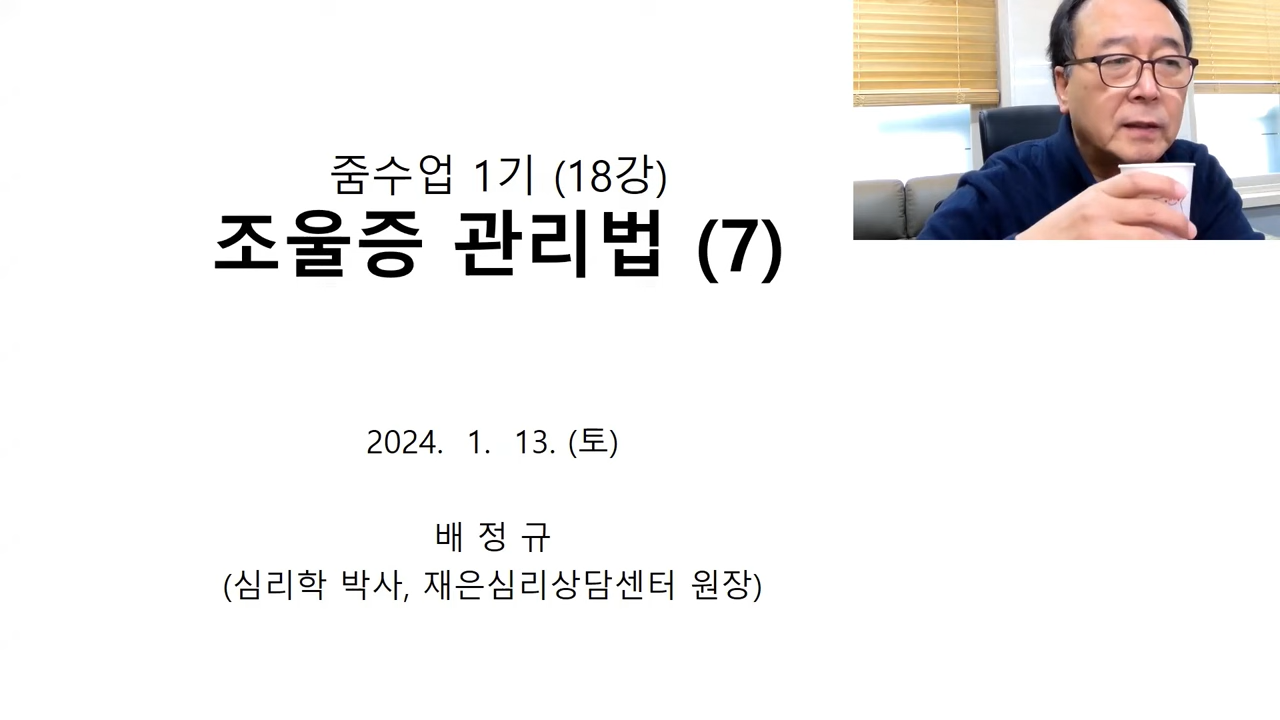 줌수업 1기 (18강)
조울증 관리법 (7)
2024. 1. 13. (토)
배 정 규
(심리학 박사, 재은심리상담센터 원장)